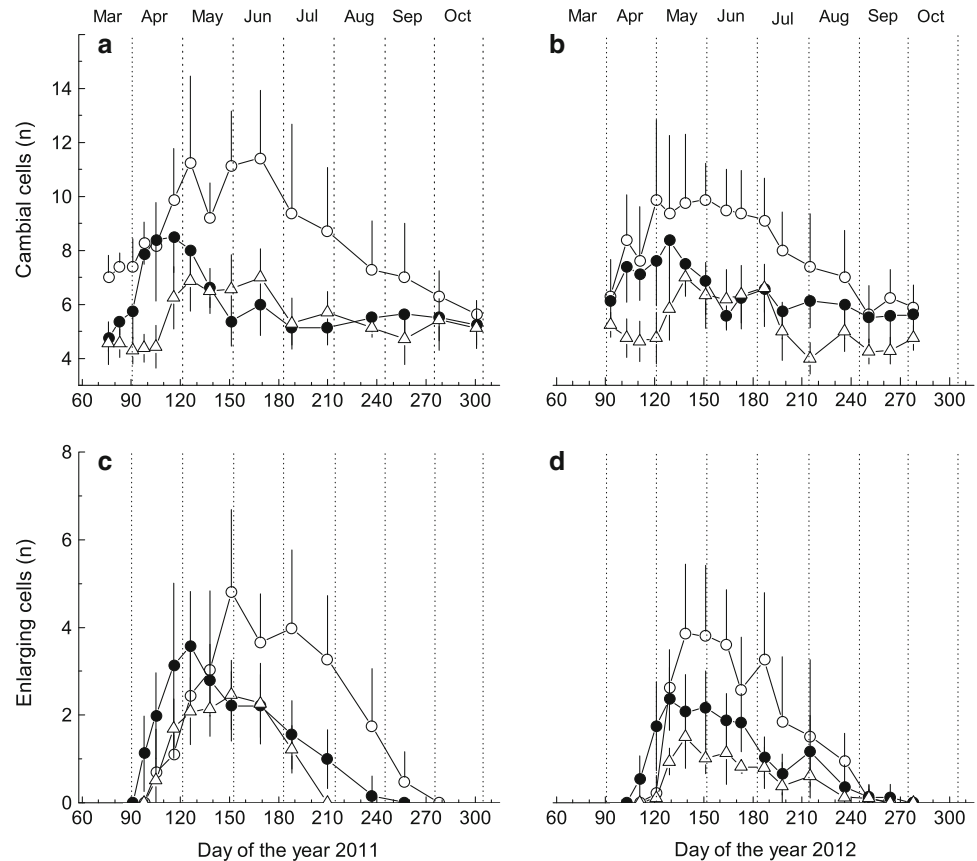 Mar Apr May Jun Jul Aug Sep Oct
Mar Apr May Jun Jul Aug Sep Oct
a
b
Cambial cells (n)
14
12
10
8
6
4
60 90 120 150 180 210 240 270 300
60 90 120 150 180 210 240 270 300
c
d
Enlarging cells (n)
8
6
4
2
0
60 90 120 150 180 210 240 270 300
60 90 120 150 180 210 240 270 300
Day of the year 2011
Day of the year 2012